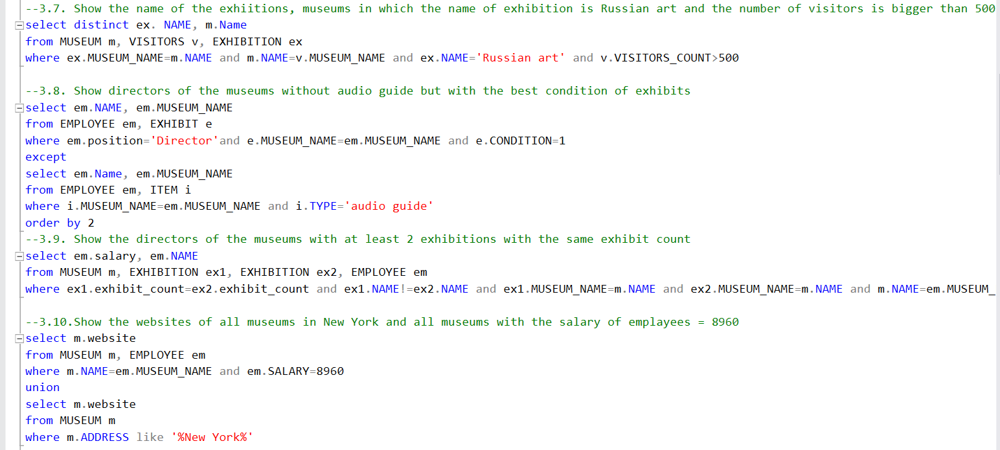 --3.7. Show the name of the exhiitions, museums in which the name of exhibition is Russian art and the number of visitors is bigger than 500
select distinct ex. NAME, m.Name
from MUSEUM m, VISITORS v, EXHIBITION ex
where ex.MUSEUM_NAME=m.NAME and m.NAME=v.MUSEUM_NAME and ex.NAME='Russian art' and v.VISITORS_COUNT>500
--3.8. Show directors of the museums without audio guide but with the best condition of exhibits
select em.NAME, em.MUSEUM_NAME
from EMPLOYEE em, EXHIBIT e
where em.position='Director'and e.MUSEUM_NAME=em.MUSEUM_NAME and e.CONDITION=1
except
select em.Name, em.MUSEUM_NAME
from EMPLOYEE em, ITEM i
where i.MUSEUM_NAME=em.MUSEUM_NAME and i.TYPE='audio guide'
order by 2
--3.9. Show the directors of the museums with at least 2 exhibitions with the same exhibit count
select em.salary, em.NAME
from MUSEUM m, EXHIBITION ex1, EXHIBITION ex2, EMPLOYEE em
where ex1.exhibit_count=ex2.exhibit_count and ex1.NAME!=ex2.NAME and ex1.MUSEUM_NAME=m.NAME and ex2.MUSEUM_NAME=m.NAME and m.NAME=em.MUSEUM_
--3.10.Show the websites of all museums in New York and all museums with the salary of emplayees = 8960
select m.website
from MUSEUM m, EMPLOYEE em
where m.NAME=em.MUSEUM_NAME and em.SALARY=8960
union
select m.website
from MUSEUM m
where m.ADDRESS like '%New York%'